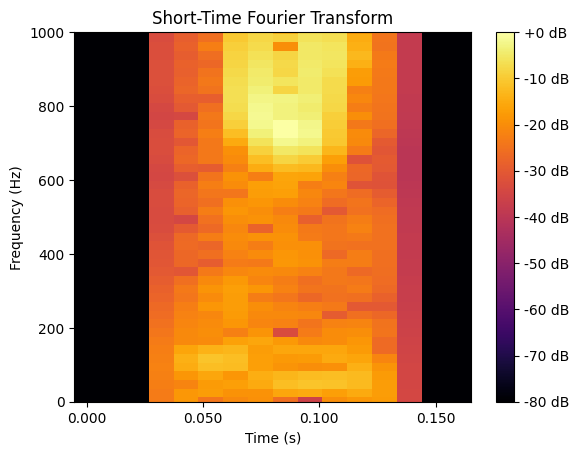 Short-Time Fourier Transform
1000
800
600
400
200
0
Frequency (Hz)
0.000
0.050
0.100
0.150
Time (s)
+0 dB
-10 dB
-20 dB
-30 dB
-40 dB
-50 dB
-60 dB
-70 dB
-80 dB